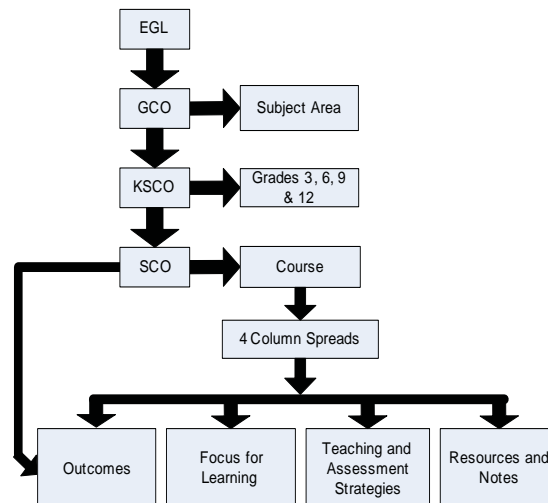 EGL
GCO
Subject Area
KSCO
Grades 3, 6, 9
& 12
SCO
Course
4 Column Spreads
Outcomes
Focus for
Learning
Teaching and
Assessment
Strategies
Resources and
Notes